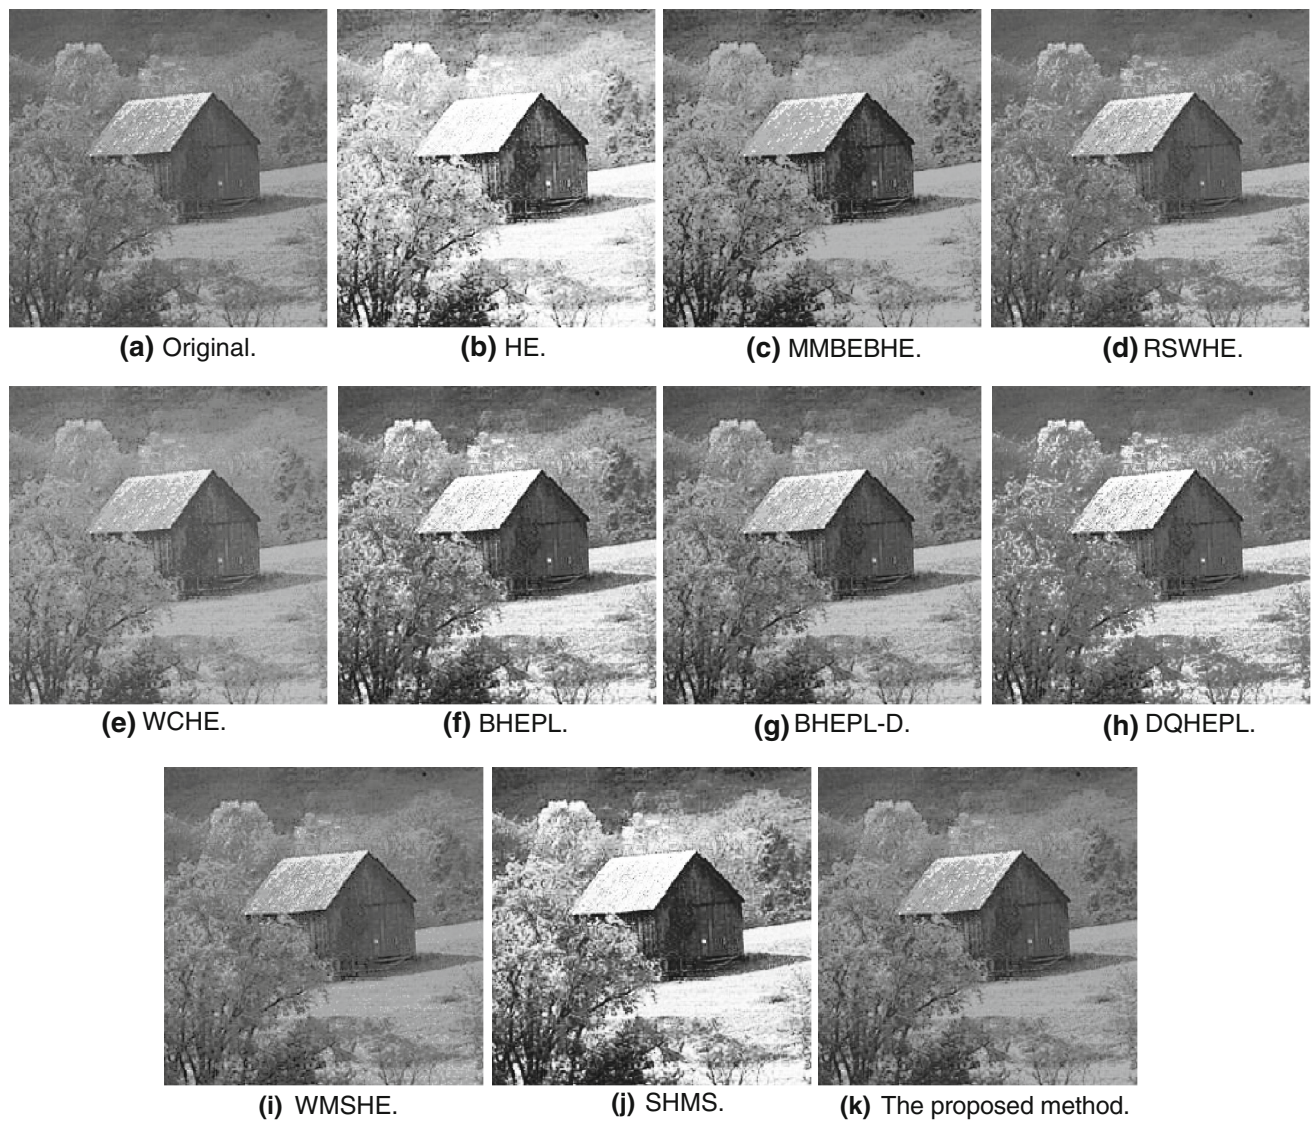 (a) Original.
(b) HE.
(c) MMBEBHE.
(d) RSWHE.
(e) WCHE.
(f) BHEPL.
(g) BHEPL-D.
(h) DQHEPL.
(i) WMSHE.
(j) SHMS.
(k) The proposed method.